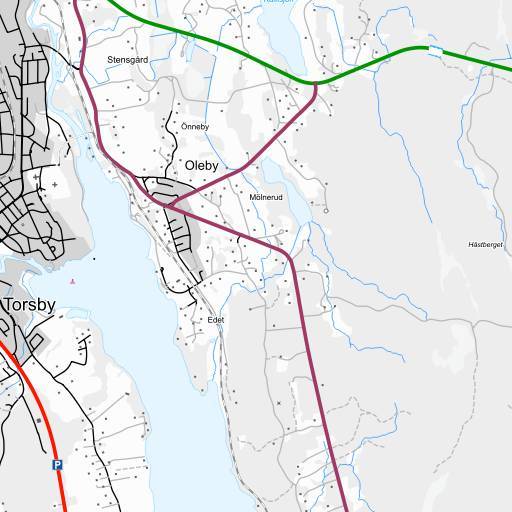 Stensgård
Önneby
Oleby
Mölnerud
Hästberget
Torsby
Edet
P